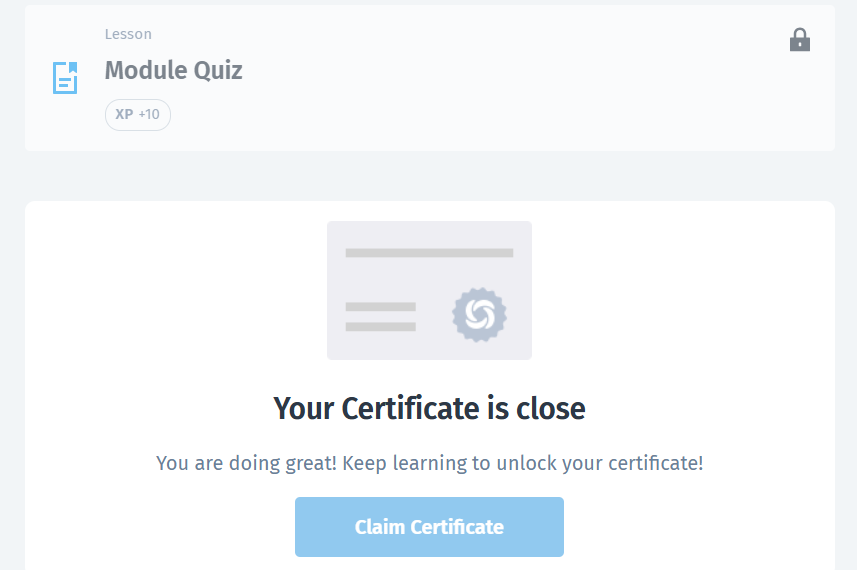 Lesson
Module Quiz
XP +10
Your Certificate is close
You are doing great! Keep learning to unlock your certificate!
Claim Certificate